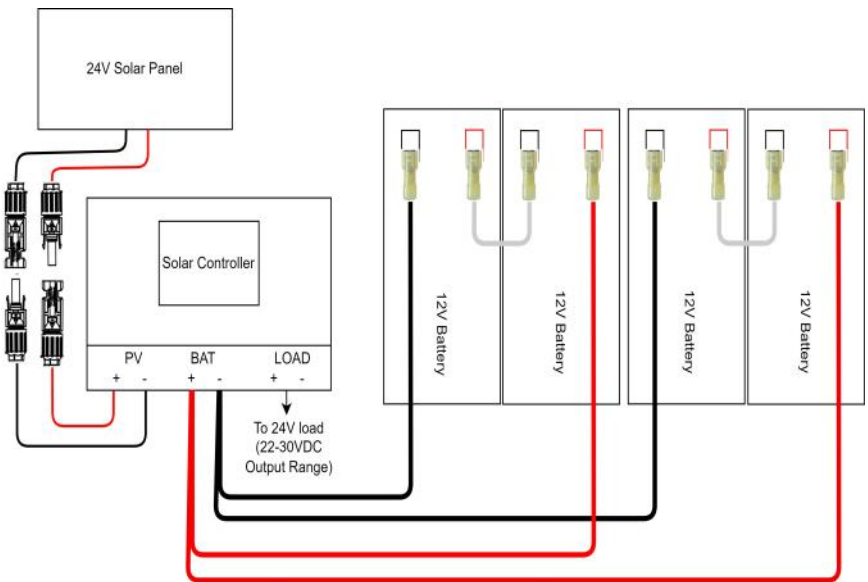 24V Solar Panel
Solar Controller
PV BAT LOAD
+ - + - + -
To 24V load
(22-30VDC
Output Range)
12V Battery
12V Battery
12V Battery
12V Battery